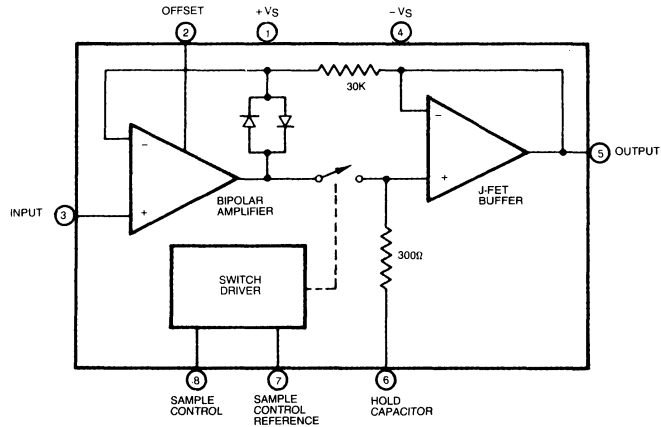 OFFSET
+VS
−VS
2
1
4
30K
−
−
5 OUTPUT
+
BIPOLAR
AMPLIFIER
J-FET
BUFFER
INPUT 3
+
300Ω
SWITCH
DRIVER
8
7
6
SAMPLE
CONTROL
SAMPLE
CONTROL
REFERENCE
HOLD
CAPACITOR